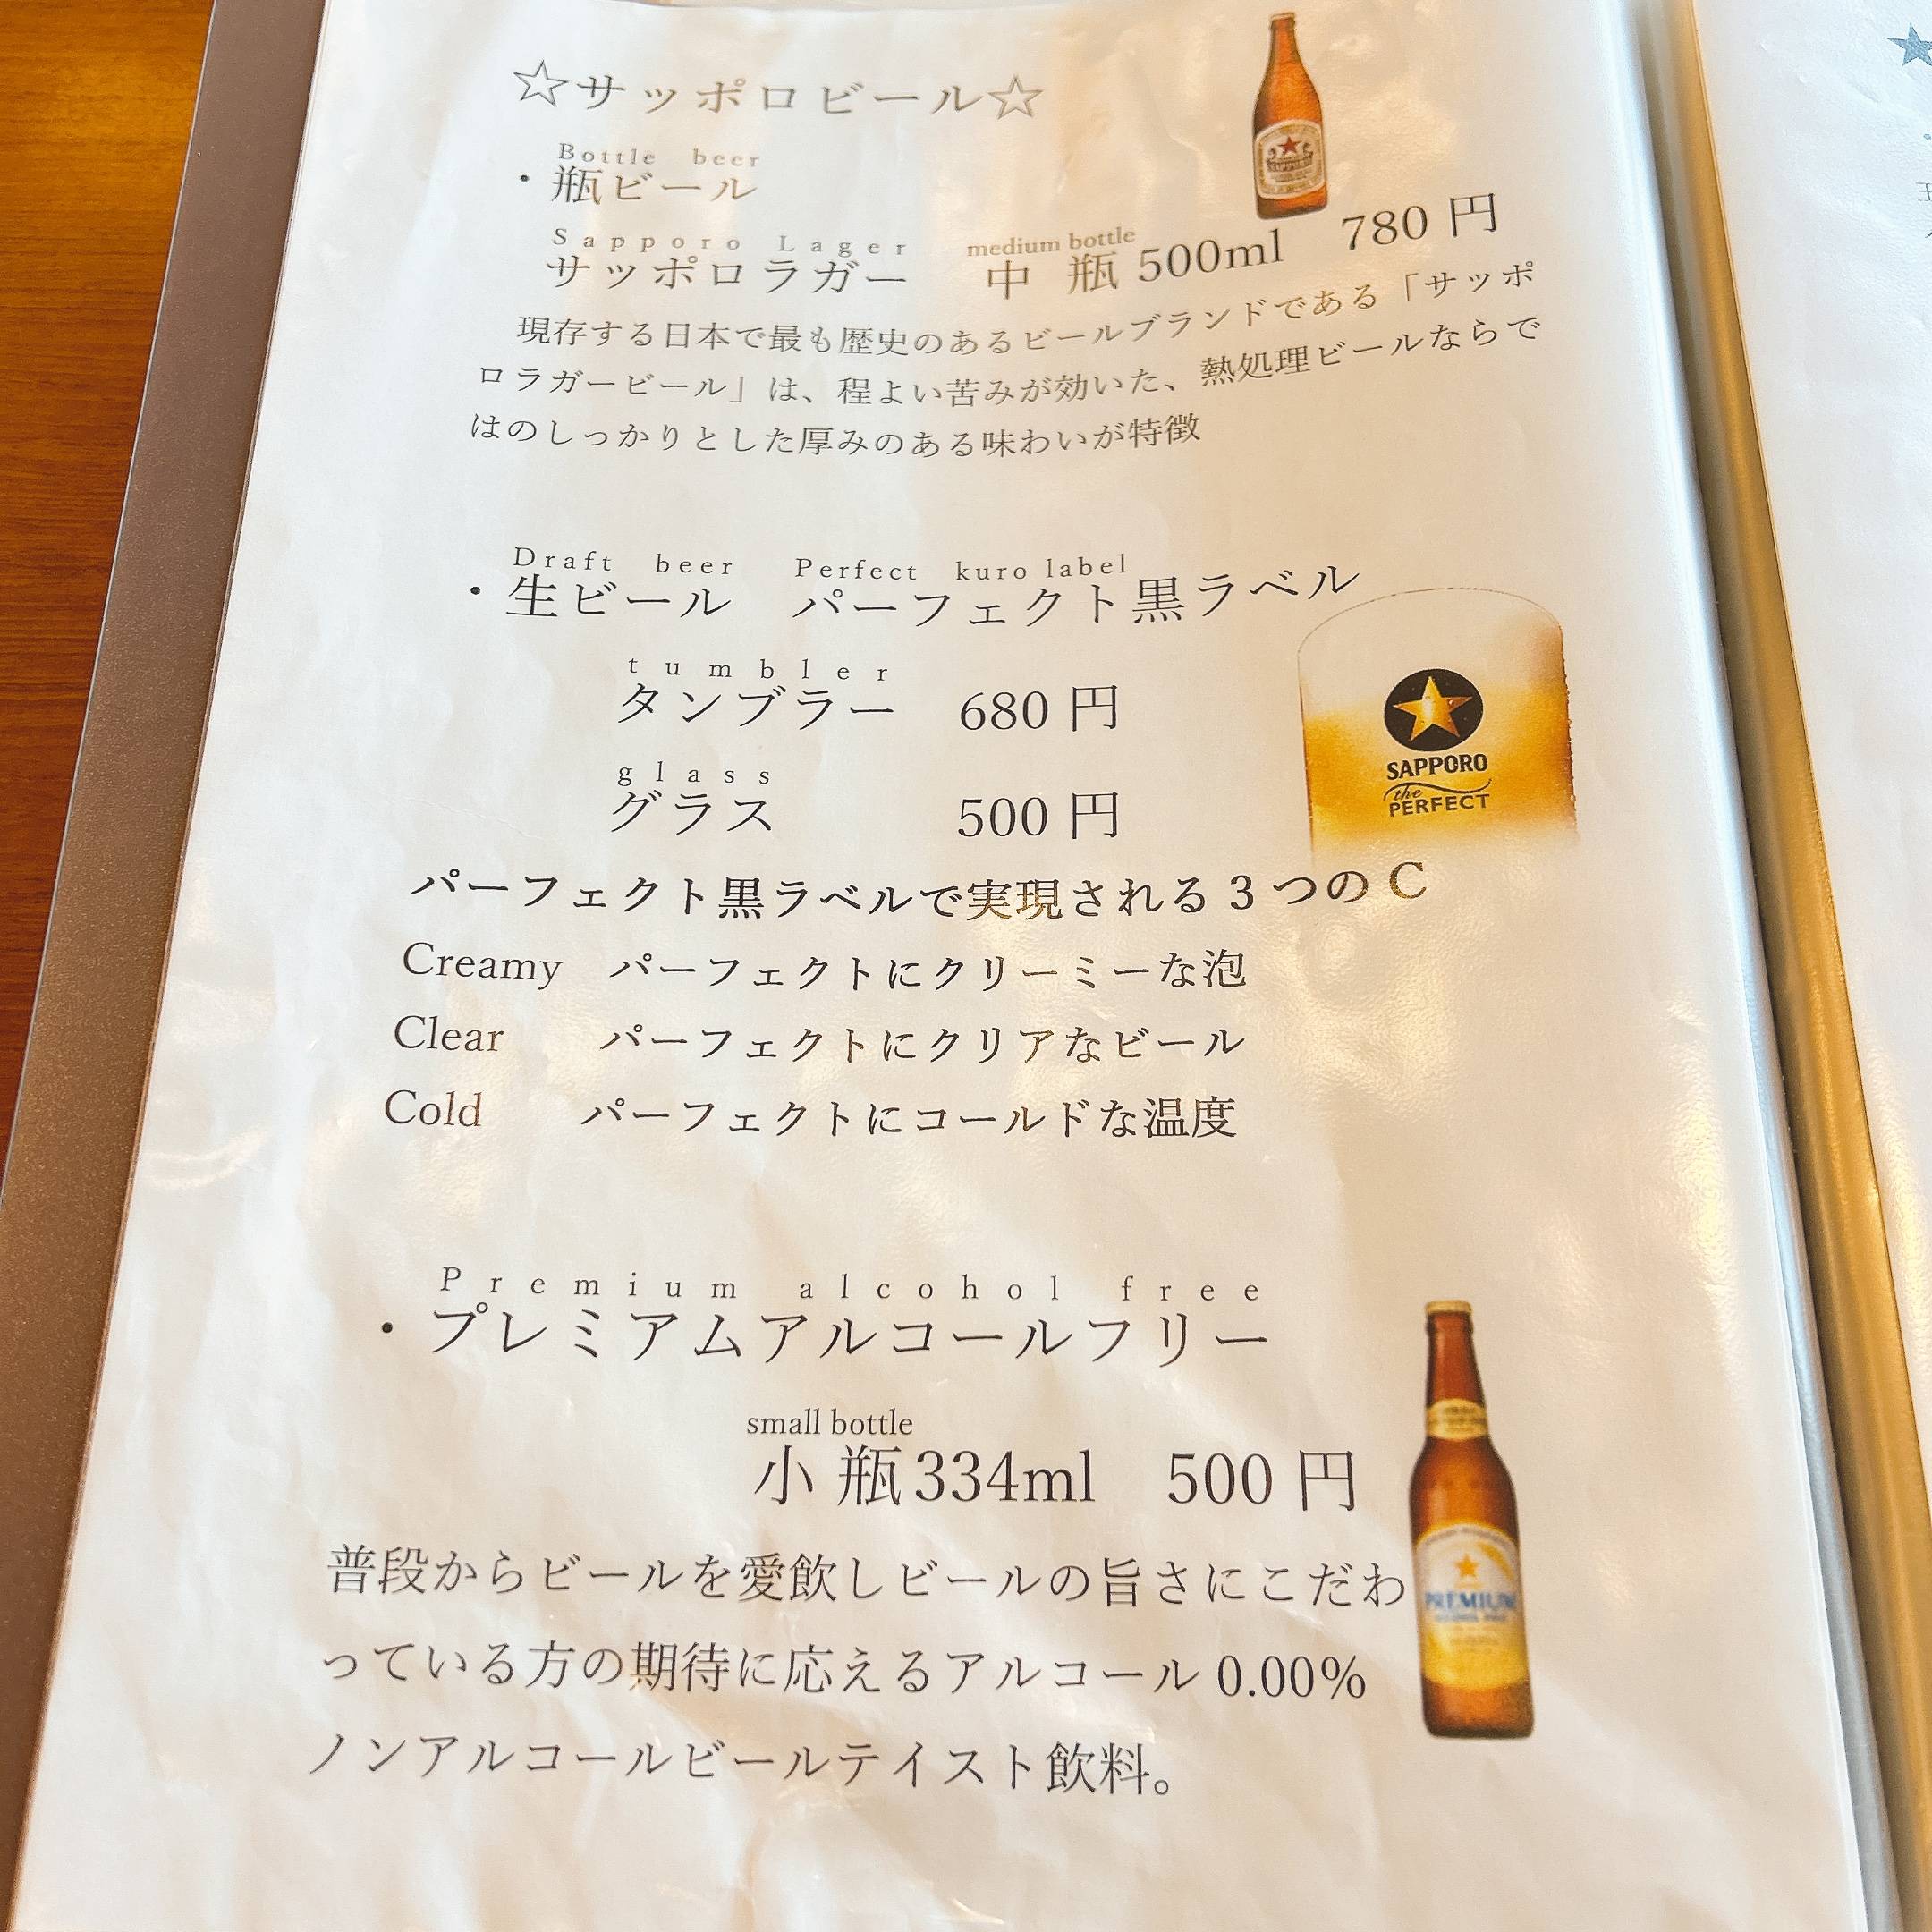 ☆サッポロビール☆
Bottle beer
・瓶ビール
Sapporo Lager medium bottle
サッポロラガー 中瓶 500ml 780円
現存する日本で最も歴史のあるビールブランドである「サッポ
ロラガービール」は、程よい苦みが効いた、熱処理ビールならで
はのしっかりとした厚みのある味わいが特徴
Draft beer Perfect kuro label
・生ビール パーフェクト黒ラベル
tumbler
タンブラー 680円
glass
グラス 500円
SAPPORO
the
PERFECT
パーフェクト黒ラベルで実現される3つのC
Creamy パーフェクトにクリーミーな泡
Clear パーフェクトにクリアなビール
Cold パーフェクトにコールドな温度
Premium alcohol free
・プレミアムアルコールフリー
small bottle
小瓶334ml 500円
普段からビールを愛飲しビールの旨さにこだわ
っている方の期待に応えるアルコール0.00%
ノンアルコールビールテイスト飲料。
PREMIUM